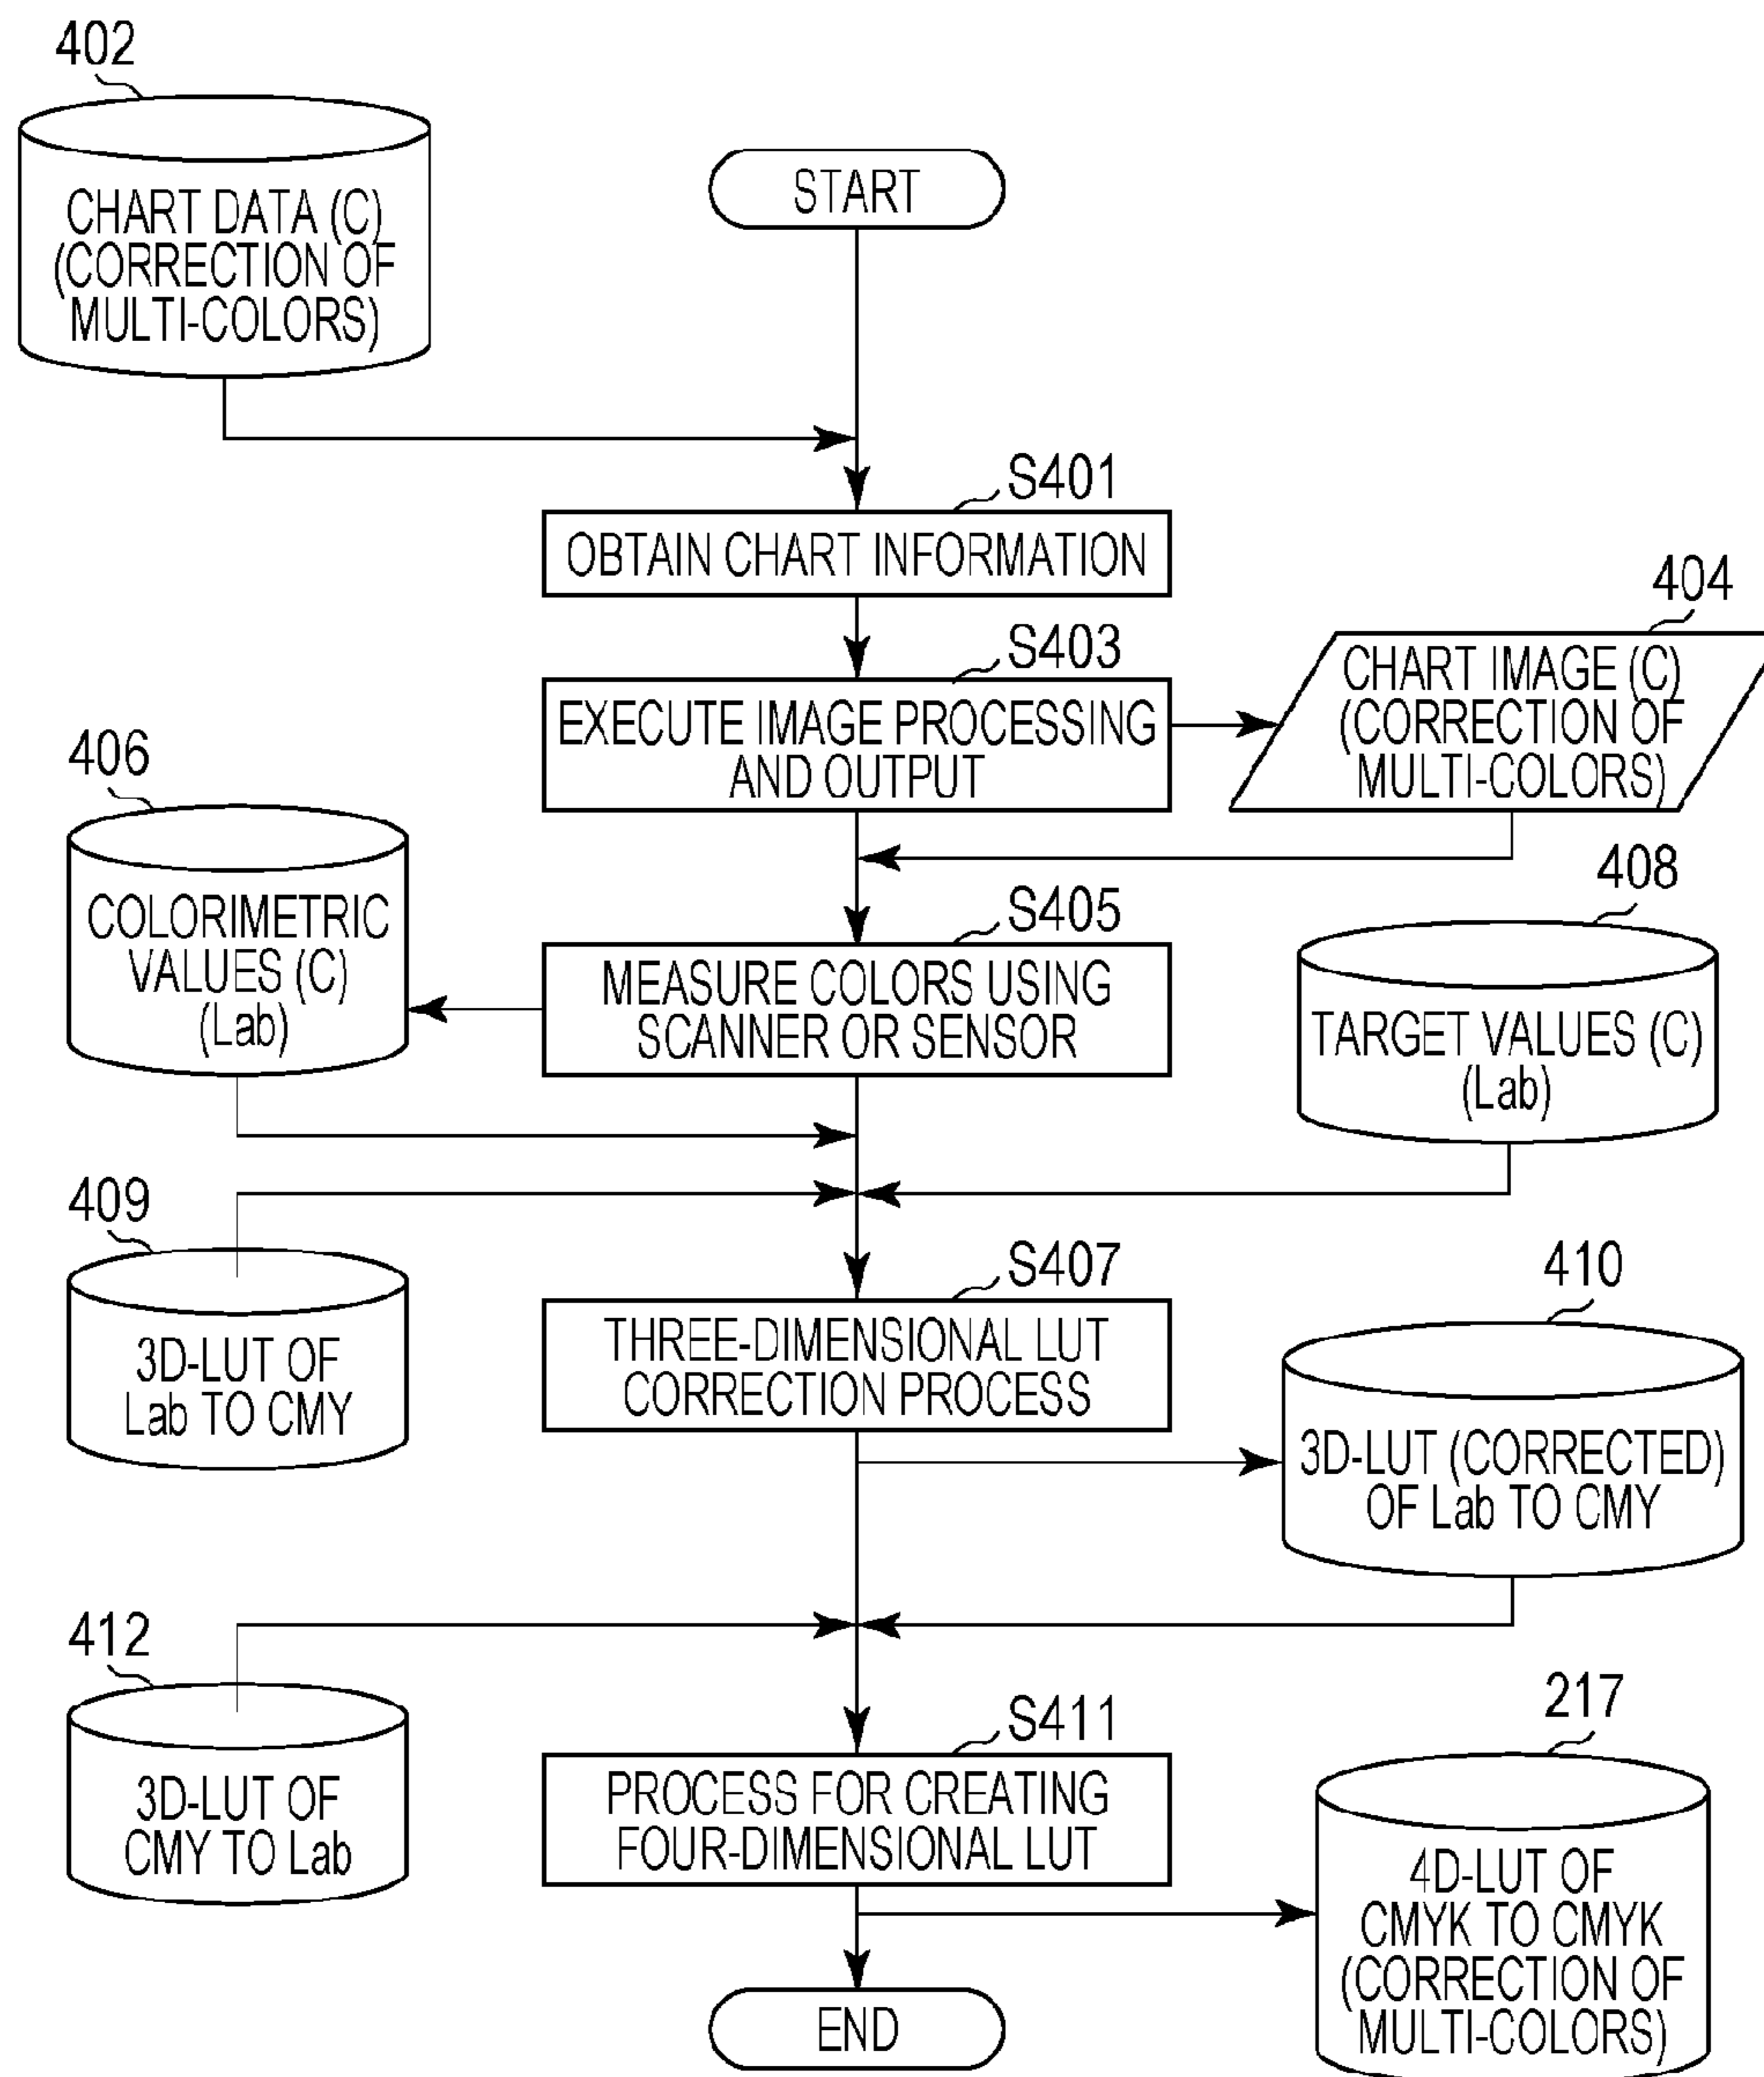 402
CHART DATA (C)
(CORRECTION OF
MULTI-COLORS)
START
S401
OBTAIN CHART INFORMATION
S403
EXECUTE IMAGE PROCESSING
AND OUTPUT
404
CHART IMAGE (C)
(CORRECTION OF
MULTI-COLORS)
406
COLORIMETRIC
VALUES (C)
(Lab)
S405
MEASURE COLORS USING
SCANNER OR SENSOR
408
TARGET VALUES (C)
(Lab)
409
3D-LUT OF
Lab TO CMY
S407
THREE-DIMENSIONAL LUT
CORRECTION PROCESS
410
3D-LUT (CORRECTED)
OF Lab TO CMY
412
3D-LUT OF
CMY TO Lab
S411
PROCESS FOR CREATING
FOUR-DIMENSIONAL LUT
217
4D-LUT OF
CMYK TO CMYK
(CORRECTION OF
MULTI-COLORS)
END